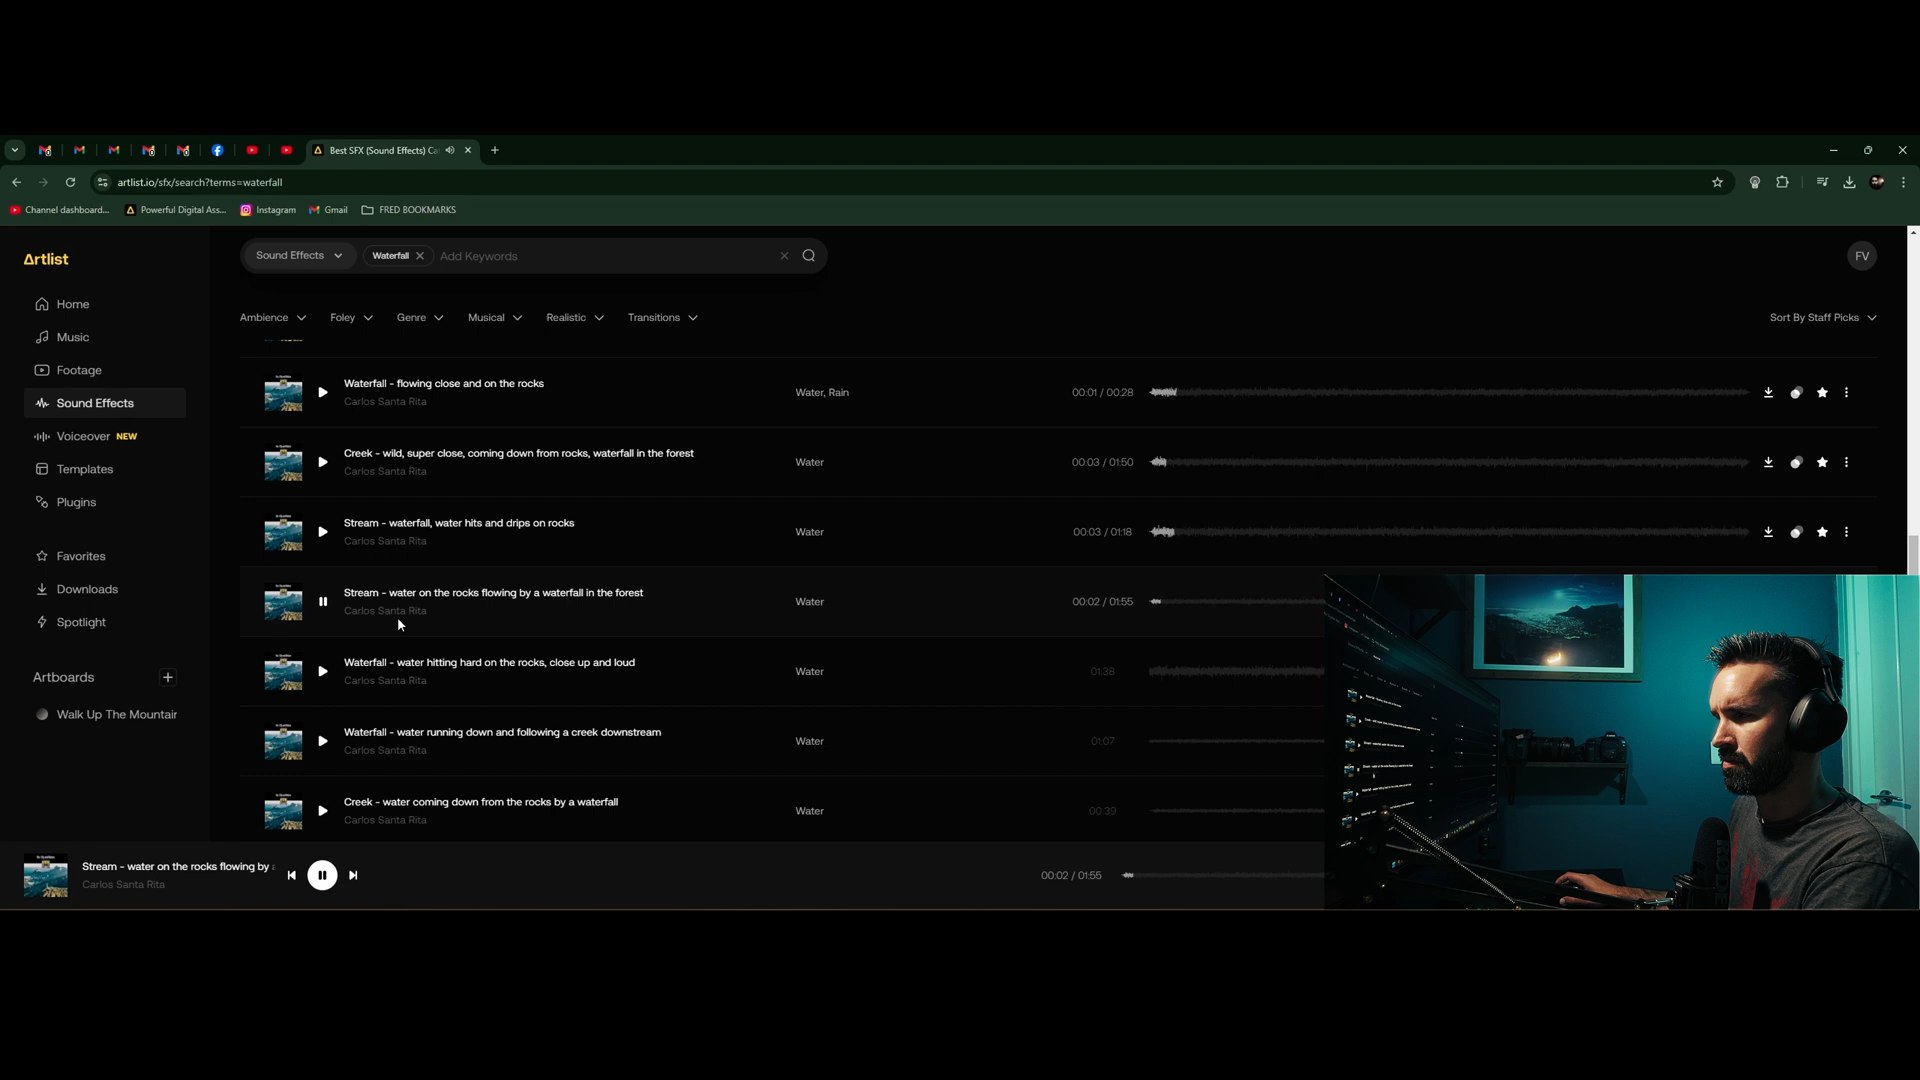 Best SFX (Sound Effects) Ca
artlist.io/sfx/search?terms=waterfall
Channel dashboard...
Powerful Digital Ass...
Instagram
Gmail
FRED BOOKMARKS
Artlist
Sound Effects
Waterfall
Add Keywords
FV
Home
Music
Footage
Sound Effects
Voiceover NEW
Templates
Plugins
Favorites
Downloads
Spotlight
Artboards
Walk Up The Mountain
Ambience
Foley
Genre
Musical
Realistic
Transitions
Sort By Staff Picks
Waterfall - flowing close and on the rocks
Carlos Santa Rita
Water, Rain
00:01 / 00:28
Creek - wild, super close, coming down from rocks, waterfall in the forest
Carlos Santa Rita
Water
00:03 / 01:50
Stream - waterfall, water hits and drips on rocks
Carlos Santa Rita
Water
00:03 / 01:18
Stream - water on the rocks flowing by a waterfall in the forest
Carlos Santa Rita
Water
00:02 / 01:55
Waterfall - water hitting hard on the rocks, close up and loud
Carlos Santa Rita
Water
01:38
Waterfall - water running down and following a creek downstream
Carlos Santa Rita
Water
01:07
Creek - water coming down from the rocks by a waterfall
Carlos Santa Rita
Water
00:39
Stream - water on the rocks flowing by
Carlos Santa Rita
00:02 / 01:55